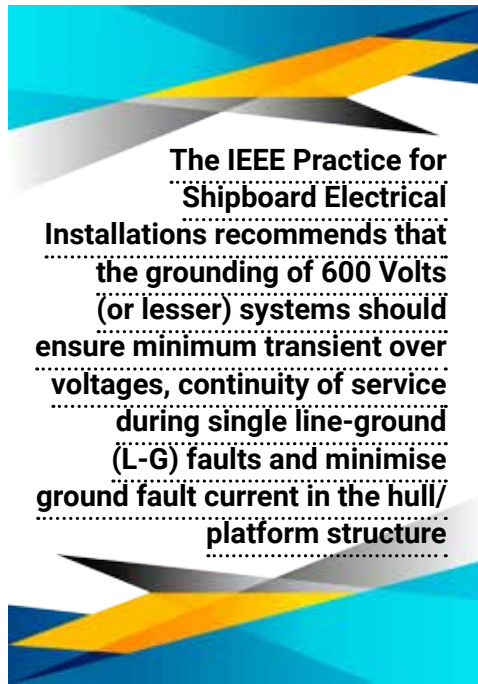 The IEEE Practice for
Shipboard Electrical
Installations recommends that
the grounding of 600 Volts
(or lesser) systems should
ensure minimum transient over
voltages, continuity of service
during single line-ground
(L-G) faults and minimise
ground fault current in the hull/
platform structure